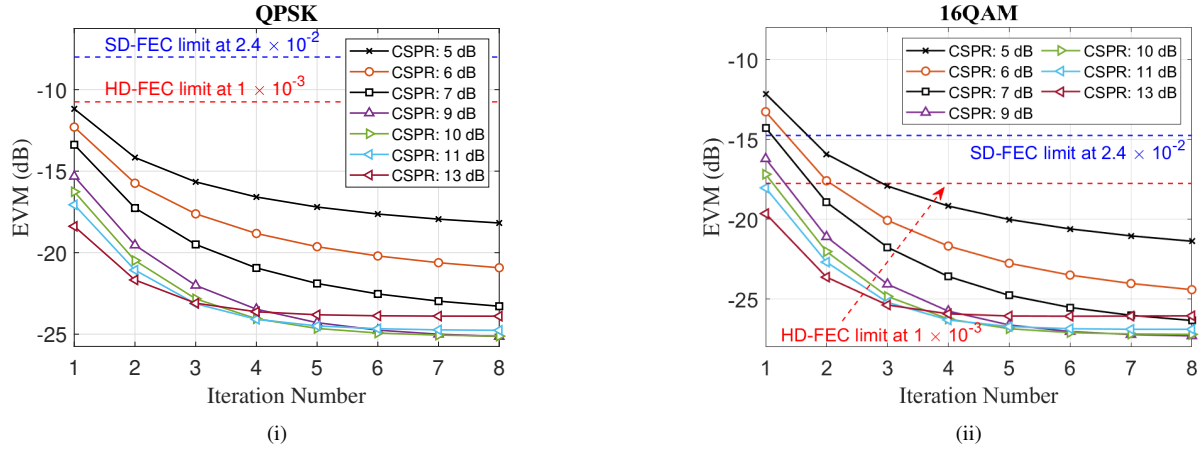 QPSK
SD-FEC limit at 2.4 × 10^-2
HD-FEC limit at 1 × 10^-3
CSPR: 5 dB
CSPR: 6 dB
CSPR: 7 dB
CSPR: 9 dB
CSPR: 10 dB
CSPR: 11 dB
CSPR: 13 dB
EVM (dB)
-10
-15
-20
-25
1 2 3 4 5 6 7 8
Iteration Number
(i)
16QAM
CSPR: 5 dB
CSPR: 6 dB
CSPR: 7 dB
CSPR: 9 dB
CSPR: 10 dB
CSPR: 11 dB
CSPR: 13 dB
SD-FEC limit at 2.4 × 10^-2
HD-FEC limit at 1 × 10^-3
EVM (dB)
-10
-15
-20
-25
1 2 3 4 5 6 7 8
Iteration Number
(ii)